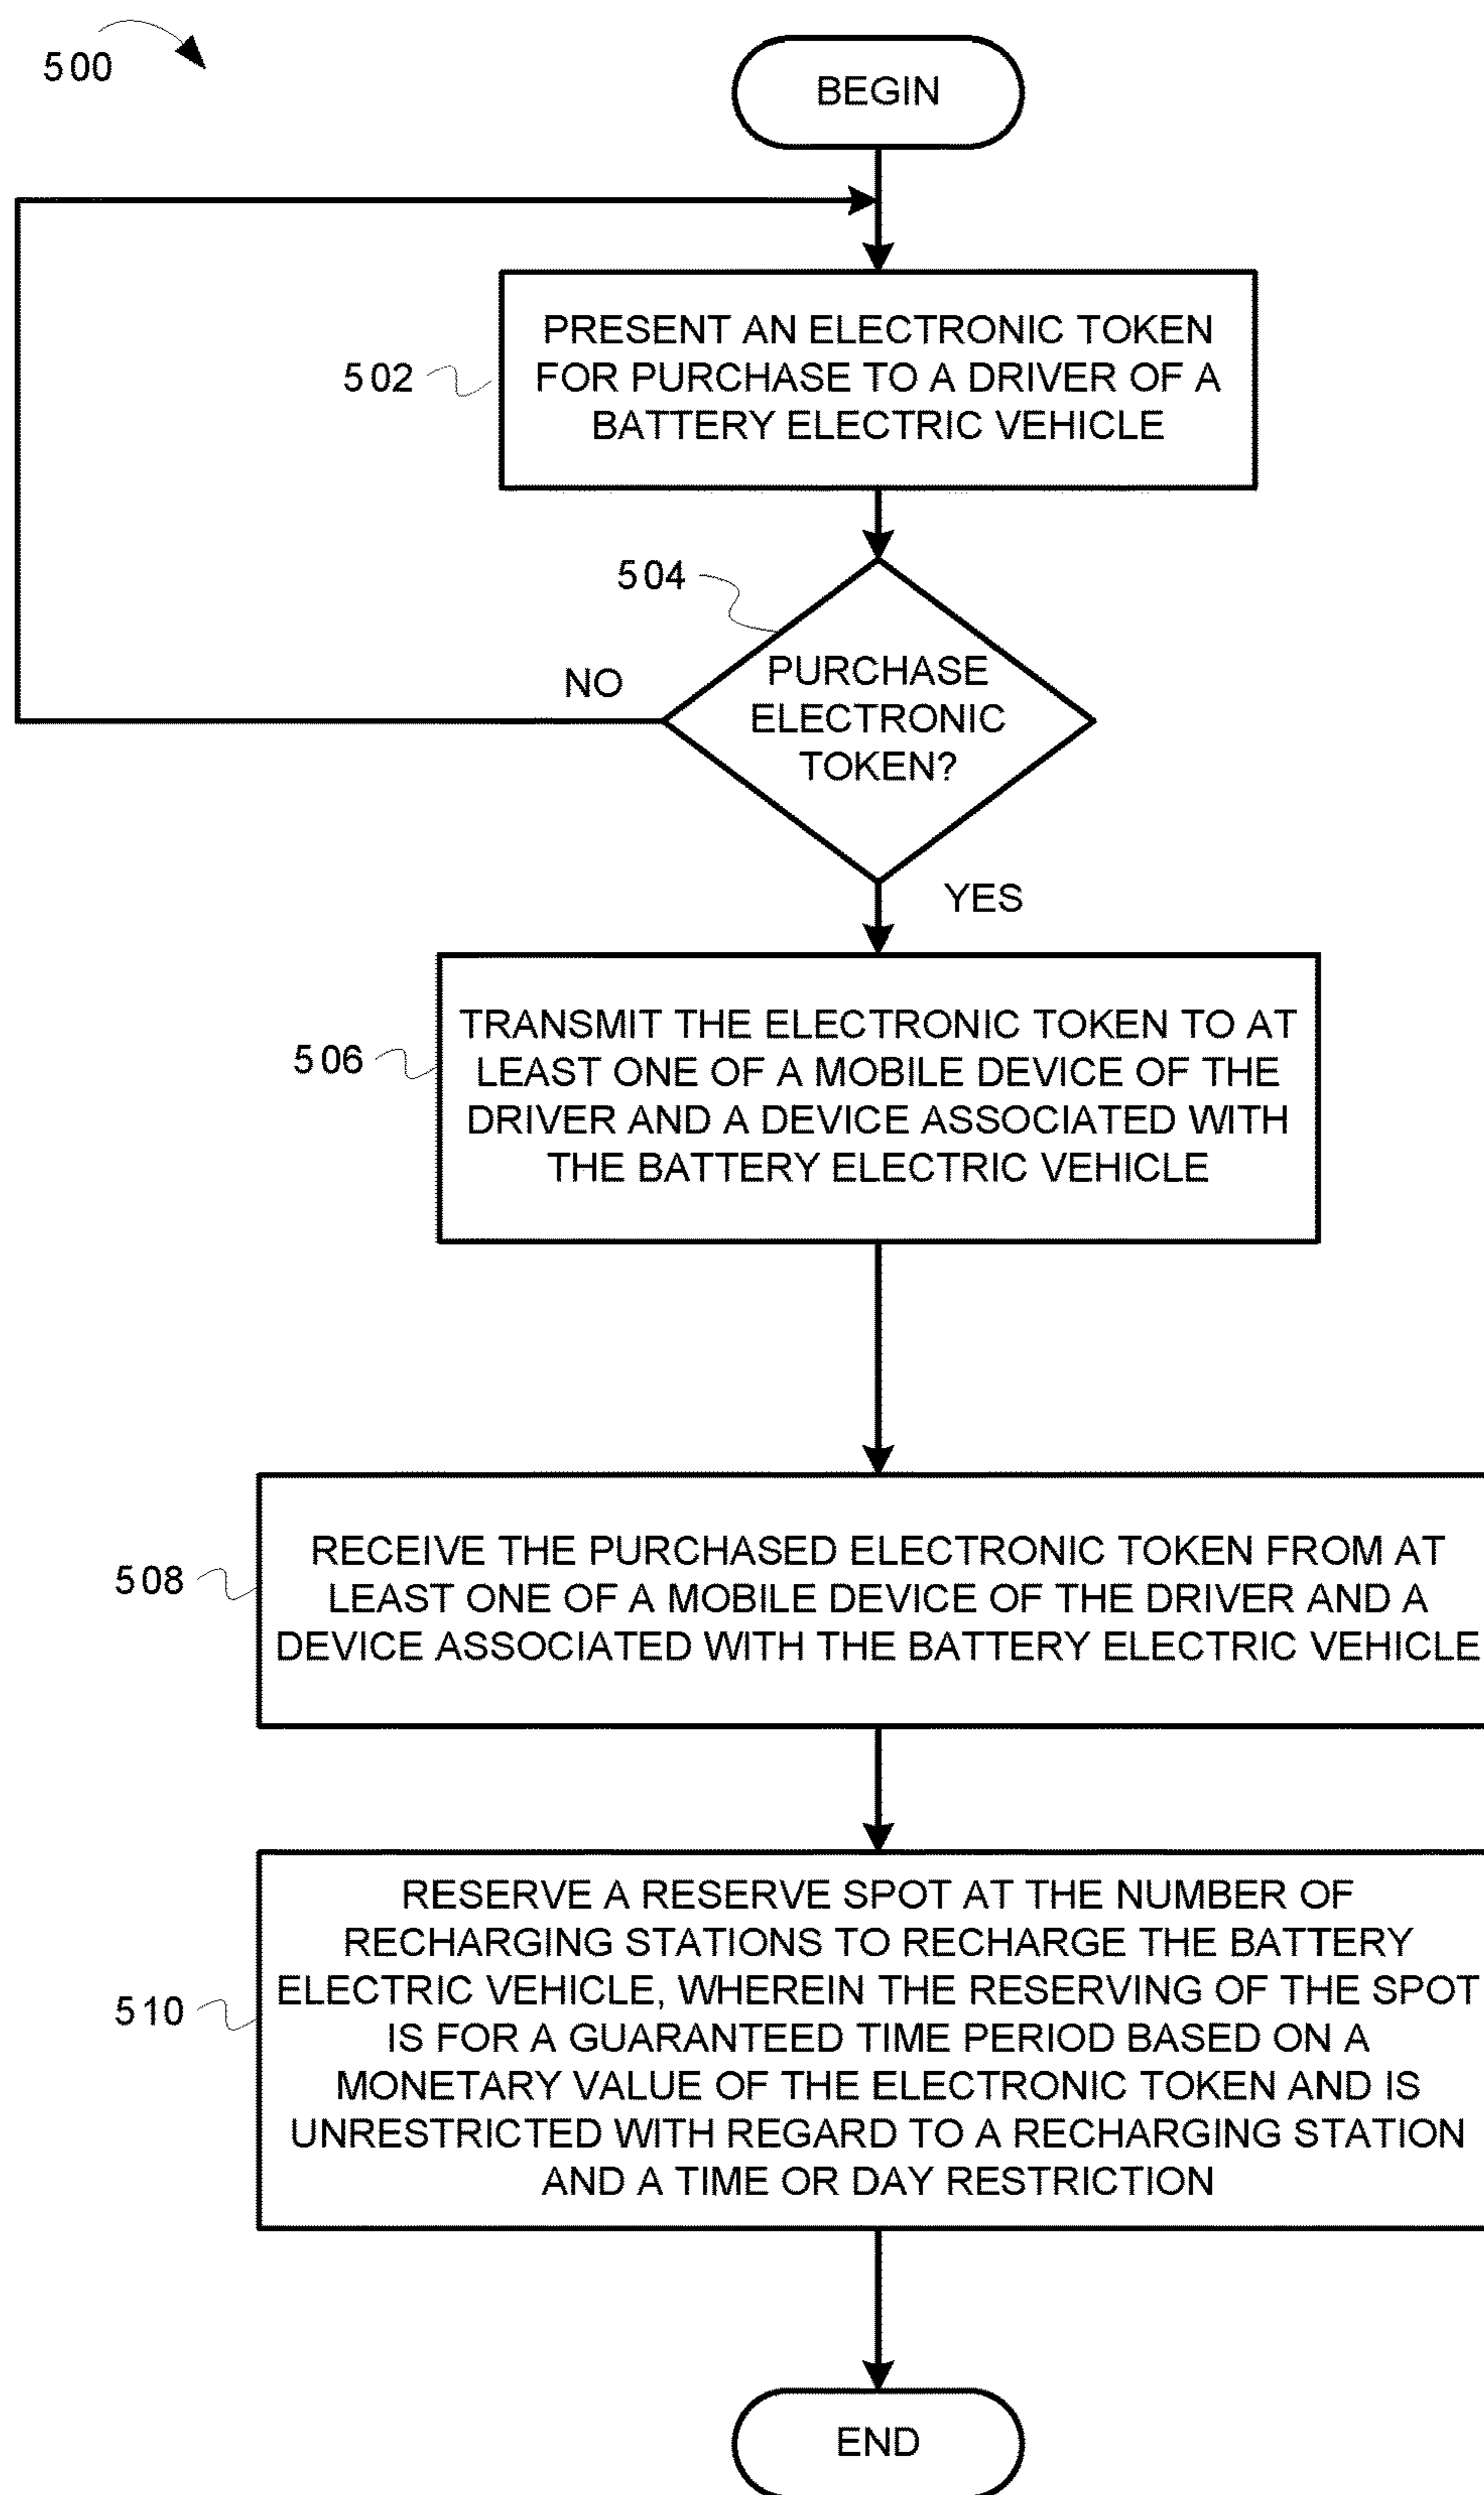 500
BEGIN
502
PRESENT AN ELECTRONIC TOKEN
FOR PURCHASE TO A DRIVER OF A
BATTERY ELECTRIC VEHICLE
504
PURCHASE
ELECTRONIC
TOKEN?
NO
YES
506
TRANSMIT THE ELECTRONIC TOKEN TO AT
LEAST ONE OF A MOBILE DEVICE OF THE
DRIVER AND A DEVICE ASSOCIATED WITH
THE BATTERY ELECTRIC VEHICLE
508
RECEIVE THE PURCHASED ELECTRONIC TOKEN FROM AT
LEAST ONE OF A MOBILE DEVICE OF THE DRIVER AND A
DEVICE ASSOCIATED WITH THE BATTERY ELECTRIC VEHICLE
510
RESERVE A RESERVE SPOT AT THE NUMBER OF
RECHARGING STATIONS TO RECHARGE THE BATTERY
ELECTRIC VEHICLE, WHEREIN THE RESERVING OF THE SPOT
IS FOR A GUARANTEED TIME PERIOD BASED ON A
MONETARY VALUE OF THE ELECTRONIC TOKEN AND IS
UNRESTRICTED WITH REGARD TO A RECHARGING STATION
AND A TIME OR DAY RESTRICTION
END